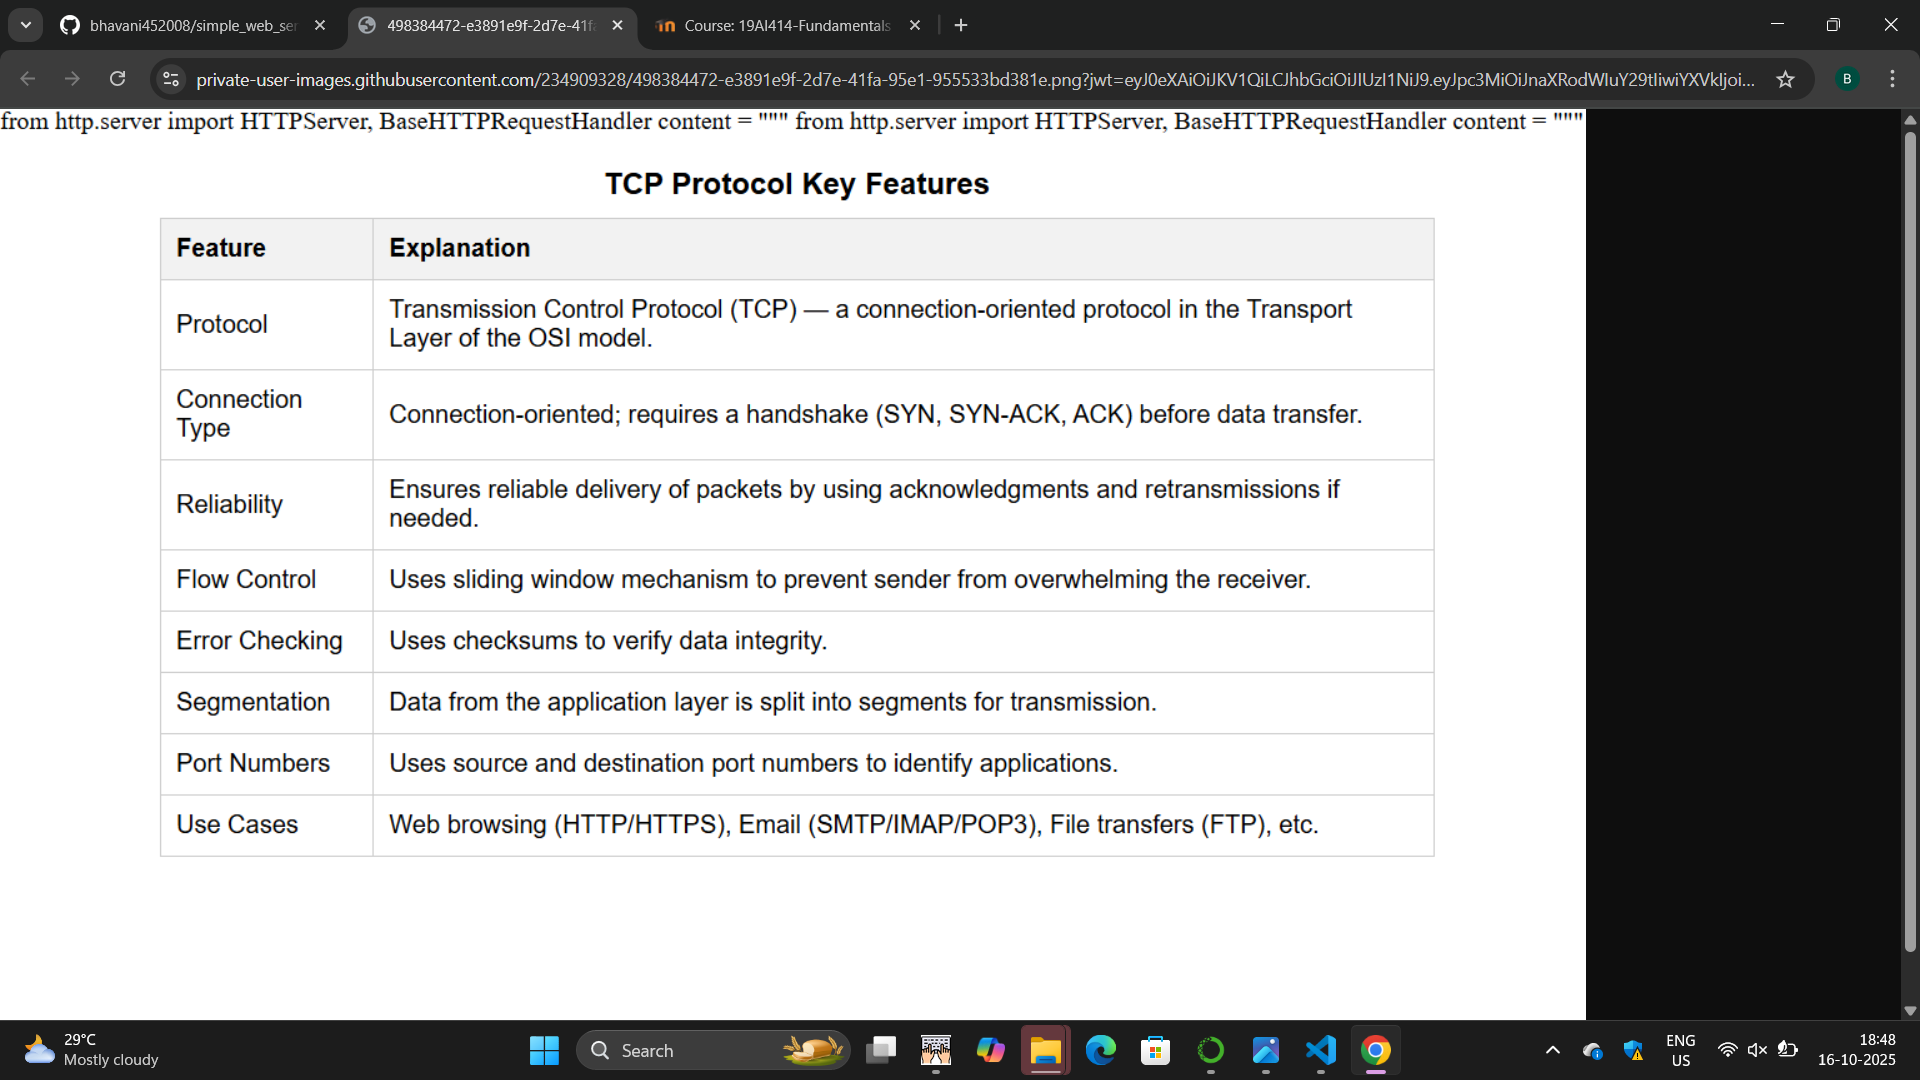 bhavani452008/simple_web_ser
498384472-e3891e9f-2d7e-41fa
Course: 19AI414-Fundamentals
private-user-images.githubusercontent.com/234909328/498384472-e3891e9f-2d7e-41fa-95e1-955533bd381e.png?jwt=eyJ0eXAiOiJKV1QiLCJhbGciOiJIUzI1NiJ9.eyJpc3MiOiJnaXRodWIuY29tIiwiYXVkIjoi...
B
from http.server import HTTPServer, BaseHTTPRequestHandler content = """ from http.server import HTTPServer, BaseHTTPRequestHandler content = """
TCP Protocol Key Features
Feature Explanation
Protocol Transmission Control Protocol (TCP) — a connection-oriented protocol in the Transport
Layer of the OSI model.
Connection
Type Connection-oriented; requires a handshake (SYN, SYN-ACK, ACK) before data transfer.
Reliability Ensures reliable delivery of packets by using acknowledgments and retransmissions if
needed.
Flow Control Uses sliding window mechanism to prevent sender from overwhelming the receiver.
Error Checking Uses checksums to verify data integrity.
Segmentation Data from the application layer is split into segments for transmission.
Port Numbers Uses source and destination port numbers to identify applications.
Use Cases Web browsing (HTTP/HTTPS), Email (SMTP/IMAP/POP3), File transfers (FTP), etc.
29°C
Mostly cloudy
Search
ENG
US
18:48
16-10-2025